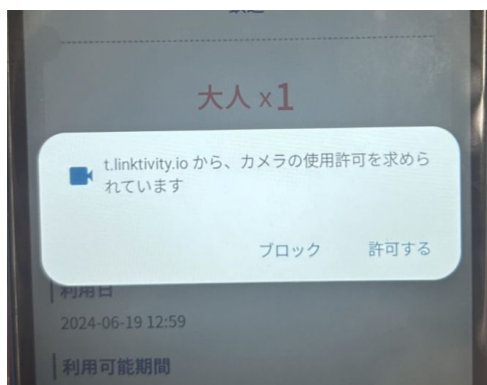 大人 x1
t.linktivity.io から、カメラの使用許可を求めら
れています
ブロック 許可する
利用日
2024-06-19 12:59
利用可能期間